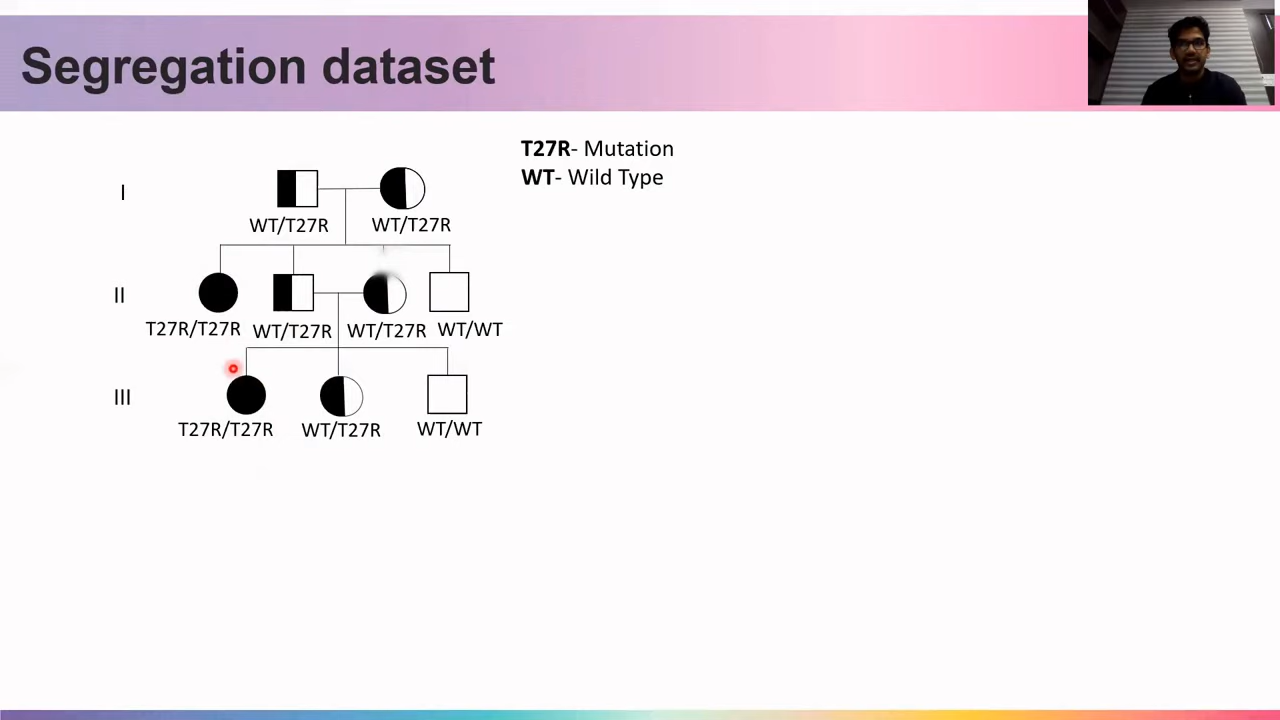 Segregation dataset
T27R- Mutation
WT- Wild Type
I
WT/T27R WT/T27R
II
T27R/T27R WT/T27R WT/T27R WT/WT
III
T27R/T27R WT/T27R WT/WT